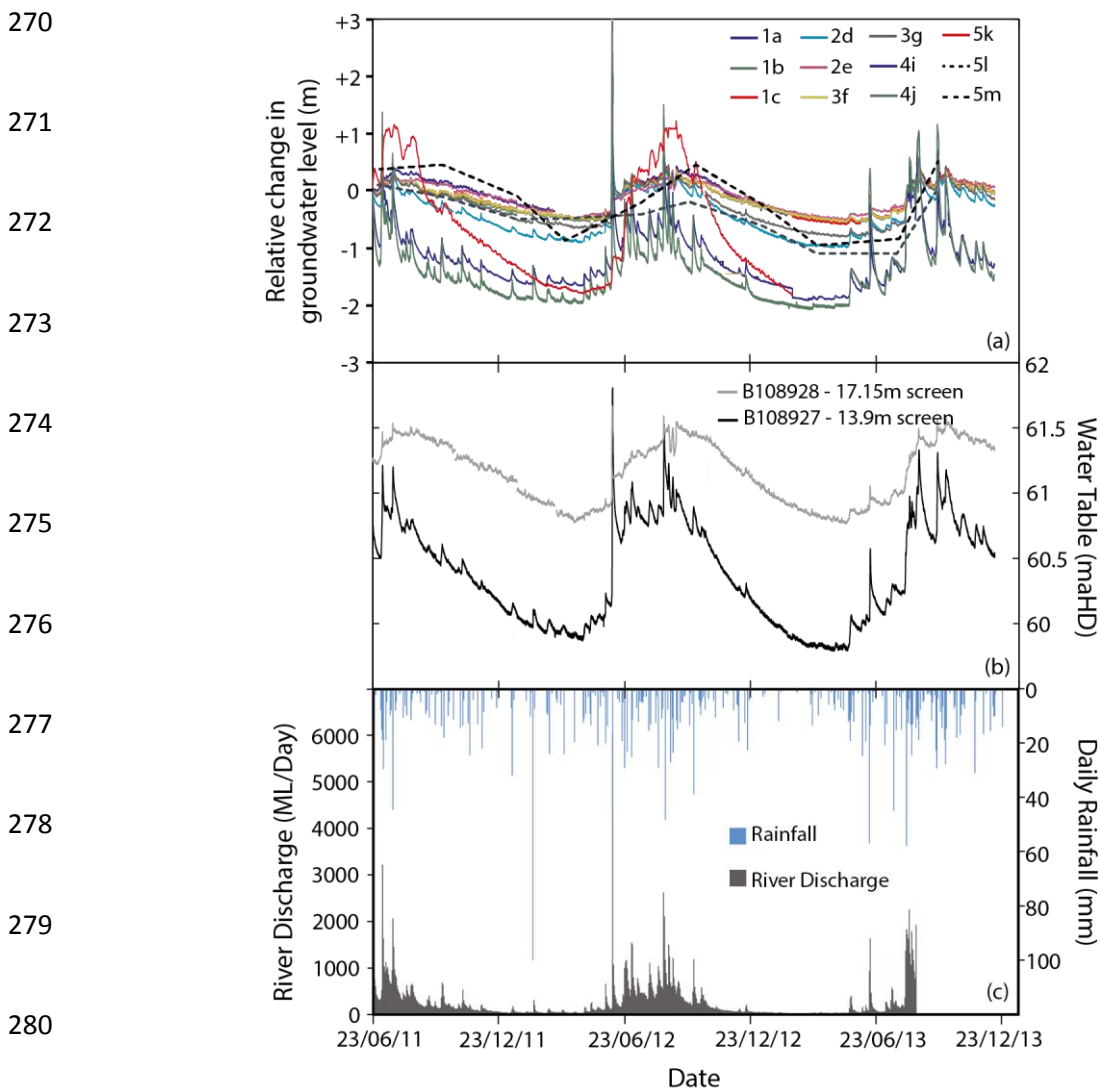 270
271
272
273
274
275
276
277
278
279
280
+3
+2
+1
0
-1
-2
-3
Relative change in
groundwater level (m)
1a 2d 3g 5k
1b 2e 4i 5l
1c 3f 4j 5m
(a)
62
61.5
61
60.5
60
Water Table (maHD)
B108928 - 17.15m screen
B108927 - 13.9m screen
(b)
River Discharge (ML/Day)
6000
5000
4000
3000
2000
1000
0
0
20
40
60
80
100
Daily Rainfall (mm)
Rainfall
River Discharge
(c)
23/06/11 23/12/11 23/06/12 23/12/12 23/06/13 23/12/13
Date